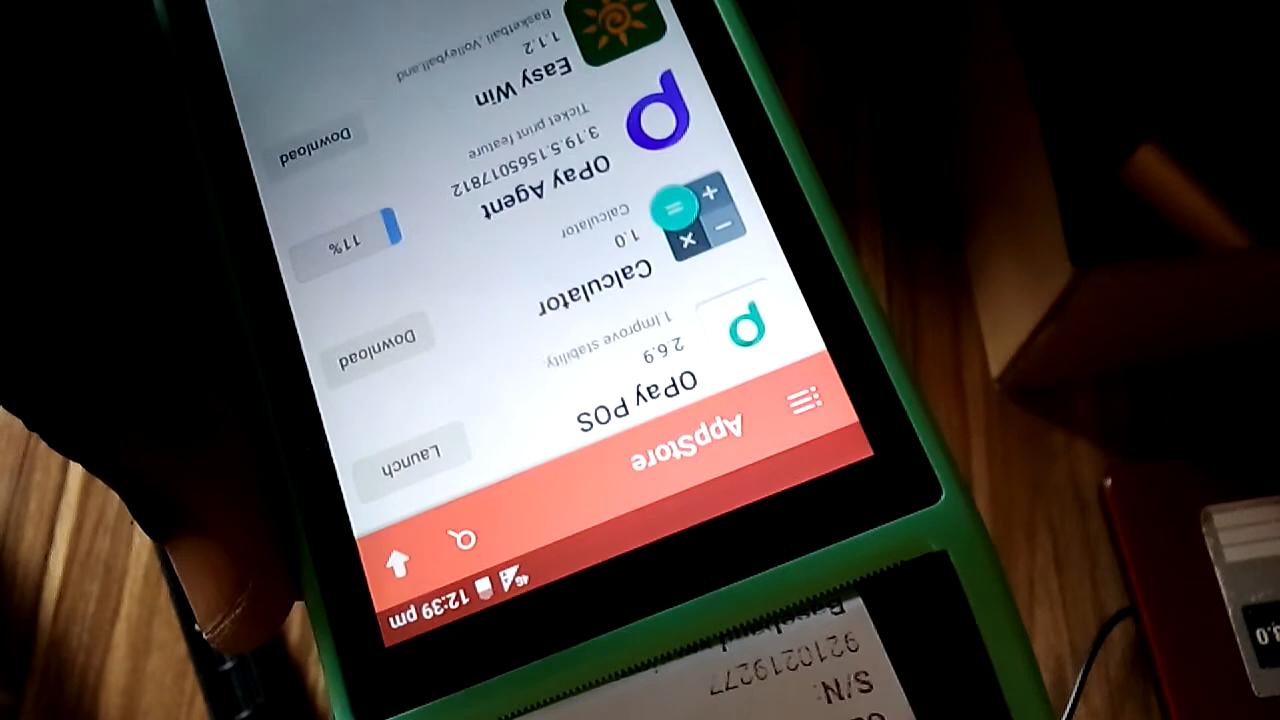 4G 12:39 pm
AppStore
OPay POS
2.6.9
1.Improve stability.
Launch
Calculator
1.0
Calculator
Download
OPay Agent
3.19.5.1565017812
Ticket print feature
11%
Easy Win
1.1.2
Basketball, Volleyball,and
Download
S/N:
9210219277